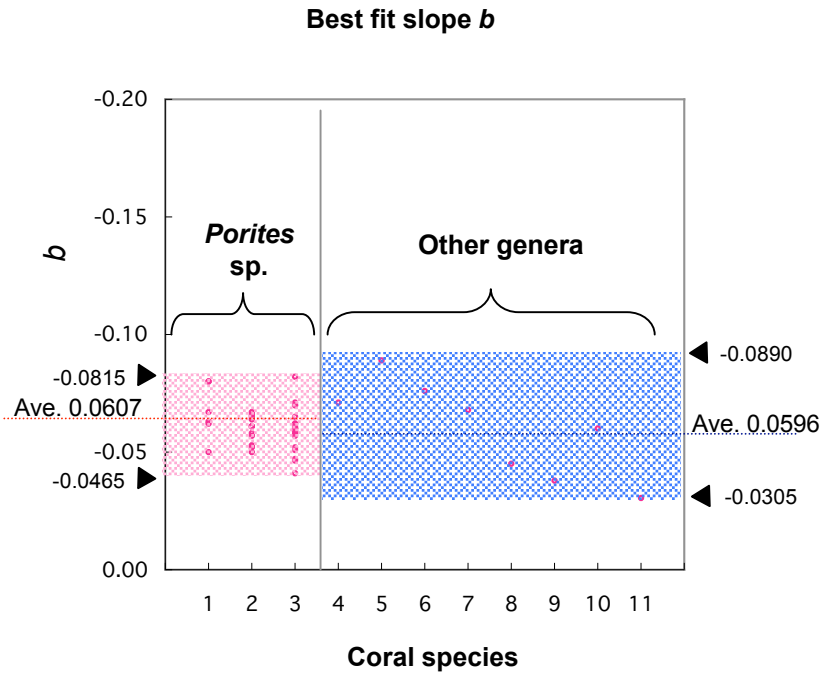 Best fit slope b
-0.20
-0.15
-0.10
-0.05
0.00
b
Porites
sp.
Other genera
-0.0815
Ave. 0.0607
-0.0465
-0.0890
Ave. 0.0596
-0.0305
1 2 3 4 5 6 7 8 9 10 11
Coral species